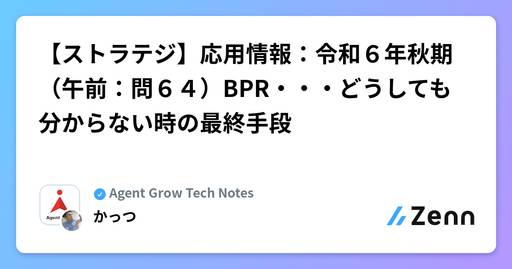 【ストラテジ】応用情報：令和６年秋期
（午前：問６４）BPR・・・どうしても
分からない時の最終手段
Agent Grow Tech Notes
かっつ
Zenn